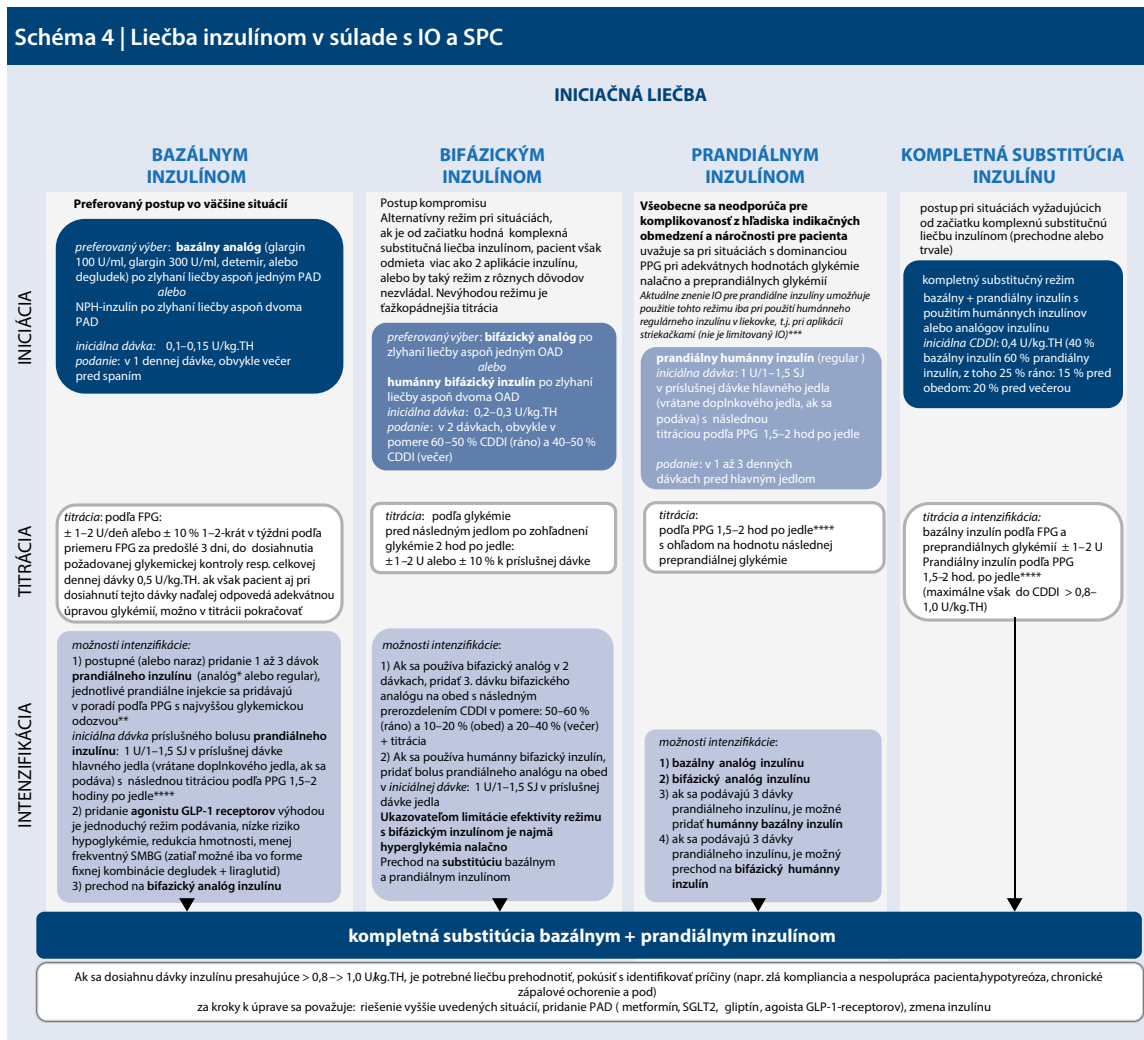 Schéma 4 | Liečba inzulínom v súlade s IO a SPC
INICIAČNÁ LIEČBA
BAZÁLNYM
INZULÍNOM
BIFÁZICKÝM
INZULÍNOM
PRANDIÁLNYM
INZULÍNOM
KOMPLETNÁ SUBSTITÚCIA
INZULÍNU
INICIÁCIA
Preferovaný postup vo väčšine situácií
preferovaný výber: bazálny analóg (glargin
100 U/ml, glargin 300 U/ml, detemir, alebo
degludek) po zlyhaní liečby aspoň jedným PAD
alebo
NPH-inzulín po zlyhaní liečby aspoň dvoma
PAD
iniciálna dávka: 0,1–0,15 U/kg.TH
podanie: v 1 dennej dávke, obvykle večer
pred spaním
Postup kompromisu
Alternatívny režim pri situáciách,
ak je od začiatku hodná komplexná
substitučná liečba inzulínom, pacient však
odmieta viac ako 2 aplikácie inzulínu,
alebo by taký režim z rôznych dôvodov
nezvládal. Nevýhodou režimu je
ťažkopádnejšia titrácia
preferovaný výber: bifázický analóg po
zlyhaní liečby aspoň jedným OAD
alebo
humánny bifázický inzulín po zlyhaní
liečby aspoň dvoma OAD
iniciálna dávka: 0,2–0,3 U/kg.TH
podanie: v 2 dávkach, obvykle v
pomere 60–50 % CDDI (ráno) a 40–50 %
CDDI (večer)
Všeobecne sa neodporúča pre
komplikovanosť z hľadiska indikačných
obmedzení a náročnosti pre pacienta
uvažuje sa pri situáciách s dominanciou
PPG pri adekvátnych hodnotách glykémie
nalačno a preprandiálnych glykémií
Aktuálne znenie IO pre prandiálne inzulíny umožňuje
použitie tohto režimu iba pri použití humánneho
regulárneho inzulínu v liekovke, t.j. pri aplikácii
striekačkami (nie je limitovaný IO)***
prandiálny humánny inzulín (regular )
iniciálna dávka: 1 U/1–1,5 SJ
v príslušnej dávke hlavného jedla
(vrátane doplnkového jedla, ak sa
podáva) s následnou
titráciou podľa PPG 1,5–2 hod po jedle
podanie: v 1 až 3 denných
dávkach pred hlavným jedlom
postup pri situáciách vyžadujúcich
od začiatku komplexnú substitučnú
liečbu inzulínom (prechodne alebo
trvale)
kompletný substitučný režim
bazálny + prandiálny inzulín s
použitím humánnych inzulínov
alebo analógov inzulínu
iniciálna CDDI: 0,4 U/kg.TH (40 %
bazálny inzulín 60 % prandiálny
inzulín, z toho 25 % ráno: 15 % pred
obedom: 20 % pred večerou
TITRÁCIA
titrácia: podľa FPG:
± 1–2 U/deň alebo ± 10 % 1–2-krát v týždni podľa
priemeru FPG za predošlé 3 dni, do dosiahnutia
požadovanej glykemickej kontroly resp. celkovej
dennej dávky 0,5 U/kg.TH. ak však pacient aj pri
dosiahnutí tejto dávky naďalej odpovedá adekvátnou
úpravou glykémií, možno v titrácii pokračovať
titrácia: podľa glykémie
pred následným jedlom po zohľadnení
glykémie 2 hod po jedle:
±1–2 U alebo ± 10 % k príslušnej dávke
titrácia:
podľa PPG 1,5–2 hod po jedle****
s ohľadom na hodnotu následnej
preprandiálnej glykémie
titrácia a intenzifikácia:
bazálny inzulín podľa FPG a
preprandiálnych glykémií ± 1–2 U
Prandiálny inzulín podľa PPG
1,5–2 hod. po jedle****
(maximálne však do CDDI > 0,8–
1,0 U/kg.TH)
INTENZIFIKÁCIA
možnosti intenzifikácie:
1) postupné (alebo naraz) pridanie 1 až 3 dávok
prandiálneho inzulínu (analóg* alebo regular),
jednotlivé prandiálne injekcie sa pridávajú
v poradí podľa PPG s najvyššou glykemickou
odozvou**
iniciálna dávka príslušného bolusu prandiálneho
inzulínu: 1 U/1–1,5 SJ v príslušnej dávke
hlavného jedla (vrátane doplnkového jedla, ak sa
podáva) s následnou titráciou podľa PPG 1,5–2
hodiny po jedle****
2) pridanie agonistu GLP-1 receptorov výhodou
je jednoduchý režim podávania, nízke riziko
hypoglykémie, redukcia hmotnosti, menej
frekventný SMBG (zatiaľ možné iba vo forme
fixnej kombinácie degludek + liraglutid)
3) prechod na bifazický analóg inzulínu
možnosti intenzifikácie:
1) Ak sa používa bifazický analóg v 2
dávkach, pridať 3. dávku bifazického
analógu na obed s následným
prerozdelením CDDI v pomere: 50–60 %
(ráno) a 10–20 % (obed) a 20–40 % (večer)
+ titrácia
2) Ak sa používa humánny bifazický inzulín,
pridať bolus prandiálneho analógu na obed
v iniciálnej dávke: 1 U/1–1,5 SJ v príslušnej
dávke jedla
Ukazovateľom limitácie efektivity režimu
s bifázickým inzulínom je najmä
hyperglykémia nalačno
Prechod na substitúciu bazálnym
a prandiálnym inzulínom
možnosti intenzifikácie:
1) bazálny analóg inzulínu
2) bifázický analóg inzulínu
3) ak sa podávajú 3 dávky
prandiálneho inzulínu, je možné
pridať humánny bazálny inzulín
4) ak sa podávajú 3 dávky
prandiálneho inzulínu, je možný
prechod na bifázický humánny
inzulín
kompletná substitúcia bazálnym + prandiálnym inzulínom
Ak sa dosiahnu dávky inzulínu presahujúce > 0,8 –> 1,0 U/kg.TH, je potrebné liečbu prehodnotiť, pokúsiť s identifikovať príčiny (napr. zlá kompliancia a nespolupráca pacienta,hypotyreóza, chronické
zápalové ochorenie a pod)
za kroky k úprave sa považuje: riešenie vyššie uvedených situácií, pridanie PAD ( metformín, SGLT2, gliptín, agoista GLP-1-receptorov), zmena inzulínu